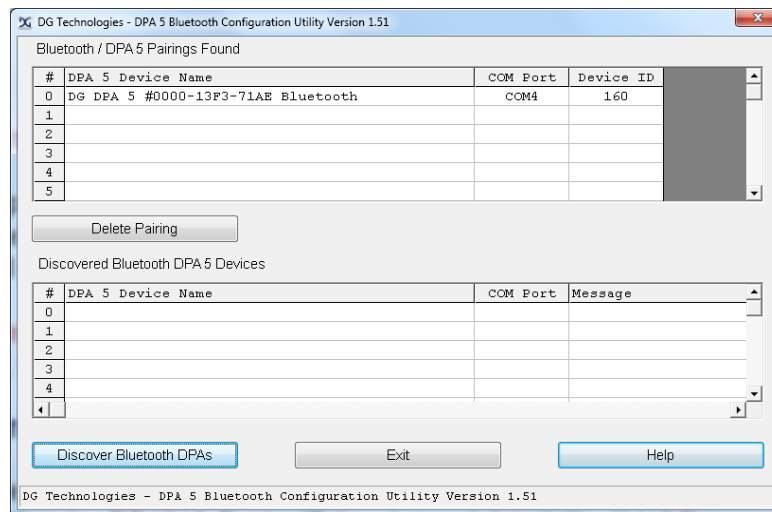 DG Technologies - DPA 5 Bluetooth Configuration Utility Version 1.51
Bluetooth / DPA 5 Pairings Found
# DPA 5 Device Name COM Port Device ID
0 DG DPA 5 #0000-13F3-71AE Bluetooth COM4 160
1
2
3
4
5
Delete Pairing
Discovered Bluetooth DPA 5 Devices
# DPA 5 Device Name COM Port Message
0
1
2
3
4
Discover Bluetooth DPAs Exit Help
DG Technologies - DPA 5 Bluetooth Configuration Utility Version 1.51